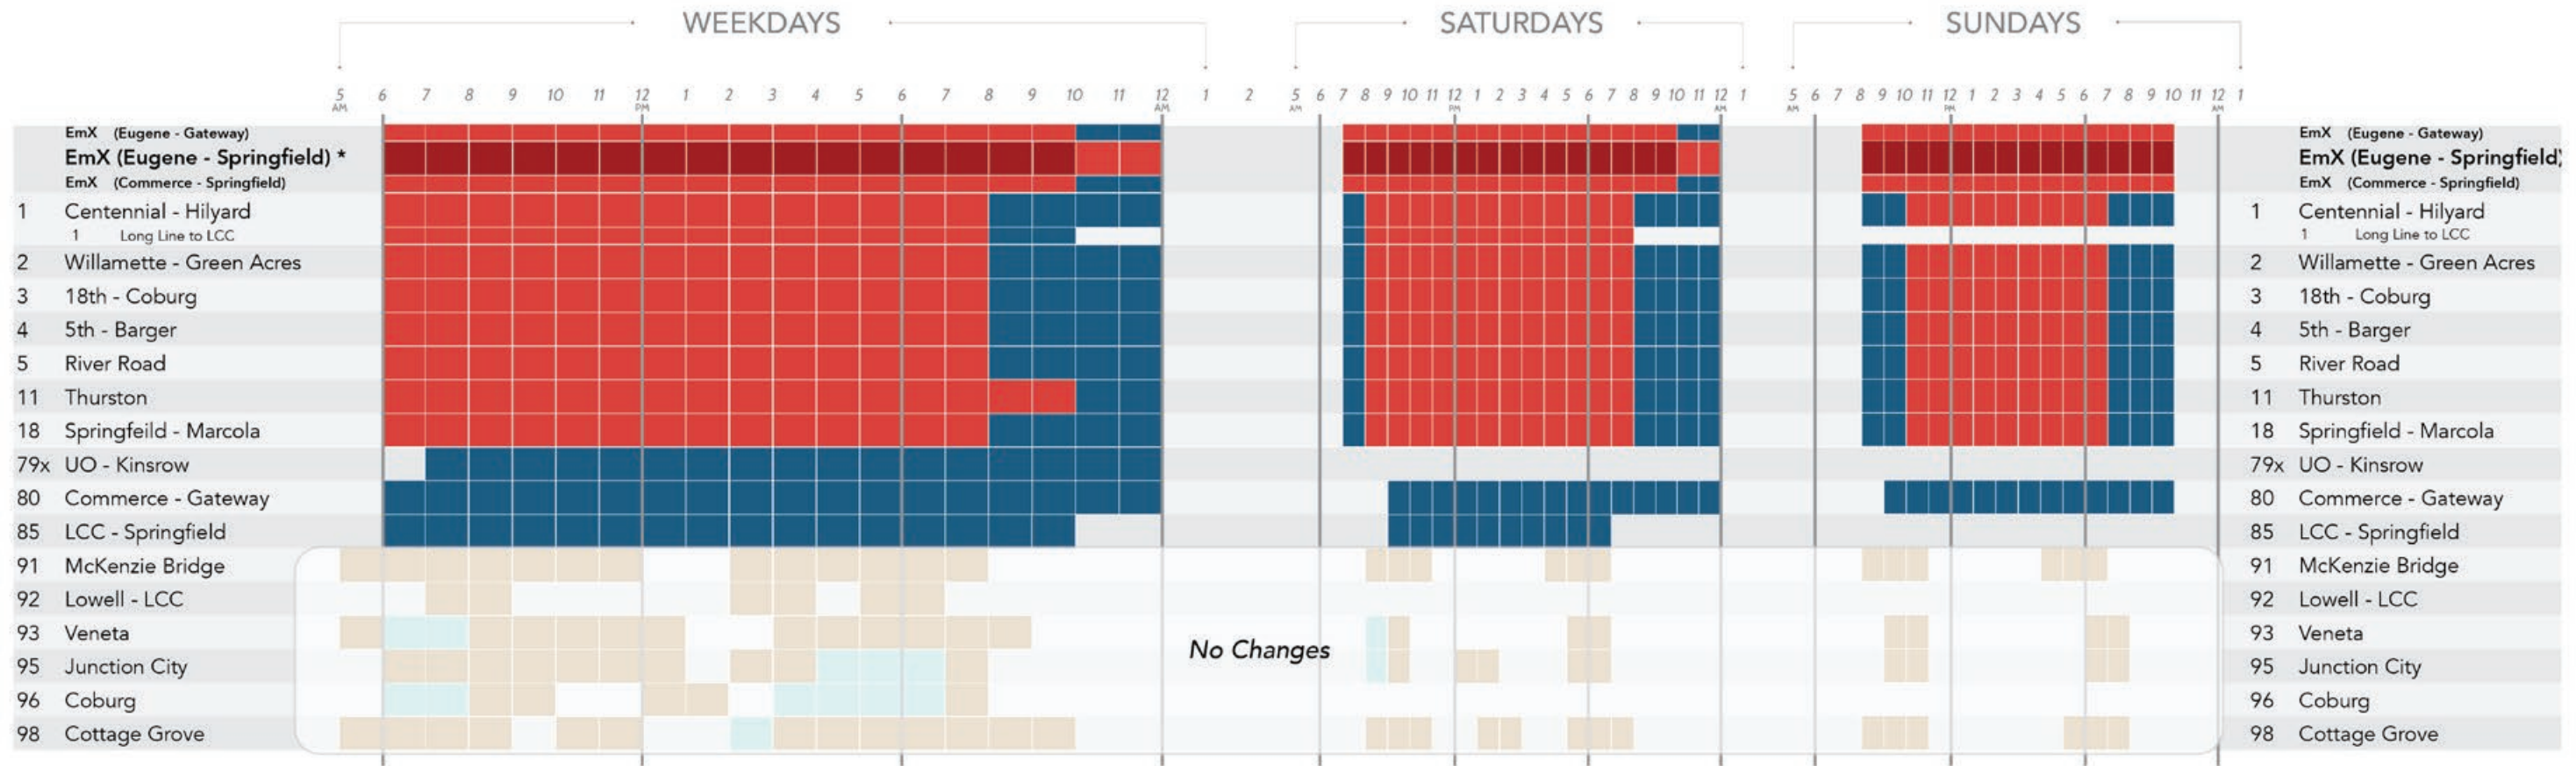 WEEKDAYS SATURDAYS SUNDAYS
5 6 7 8 9 10 11 12 1 2 3 4 5 6 7 8 9 10 11 12 1 2 5 6 7 8 9 10 11 12 1 2 3 4 5 6 7 8 9 10 11 12 1 5 6 7 8 9 10 11 12 1 2 3 4 5 6 7 8 9 10 11 12 1
AM PM AM AM PM AM AM PM AM
EmX (Eugene - Gateway) EmX (Eugene - Gateway)
EmX (Eugene - Springfield) * EmX (Eugene - Springfield)
EmX (Commerce - Springfield) EmX (Commerce - Springfield)
1 Centennial - Hilyard 1 Centennial - Hilyard
1 Long Line to LCC 1 Long Line to LCC
2 Willamette - Green Acres 2 Willamette - Green Acres
3 18th - Coburg 3 18th - Coburg
4 5th - Barger 4 5th - Barger
5 River Road 5 River Road
11 Thurston 11 Thurston
18 Springfeild - Marcola 18 Springfield - Marcola
79x UO - Kinsrow 79x UO - Kinsrow
80 Commerce - Gateway 80 Commerce - Gateway
85 LCC - Springfield 85 LCC - Springfield
91 McKenzie Bridge 91 McKenzie Bridge
92 Lowell - LCC 92 Lowell - LCC
93 Veneta 93 Veneta
No Changes
95 Junction City 95 Junction City
96 Coburg 96 Coburg
98 Cottage Grove 98 Cottage Grove